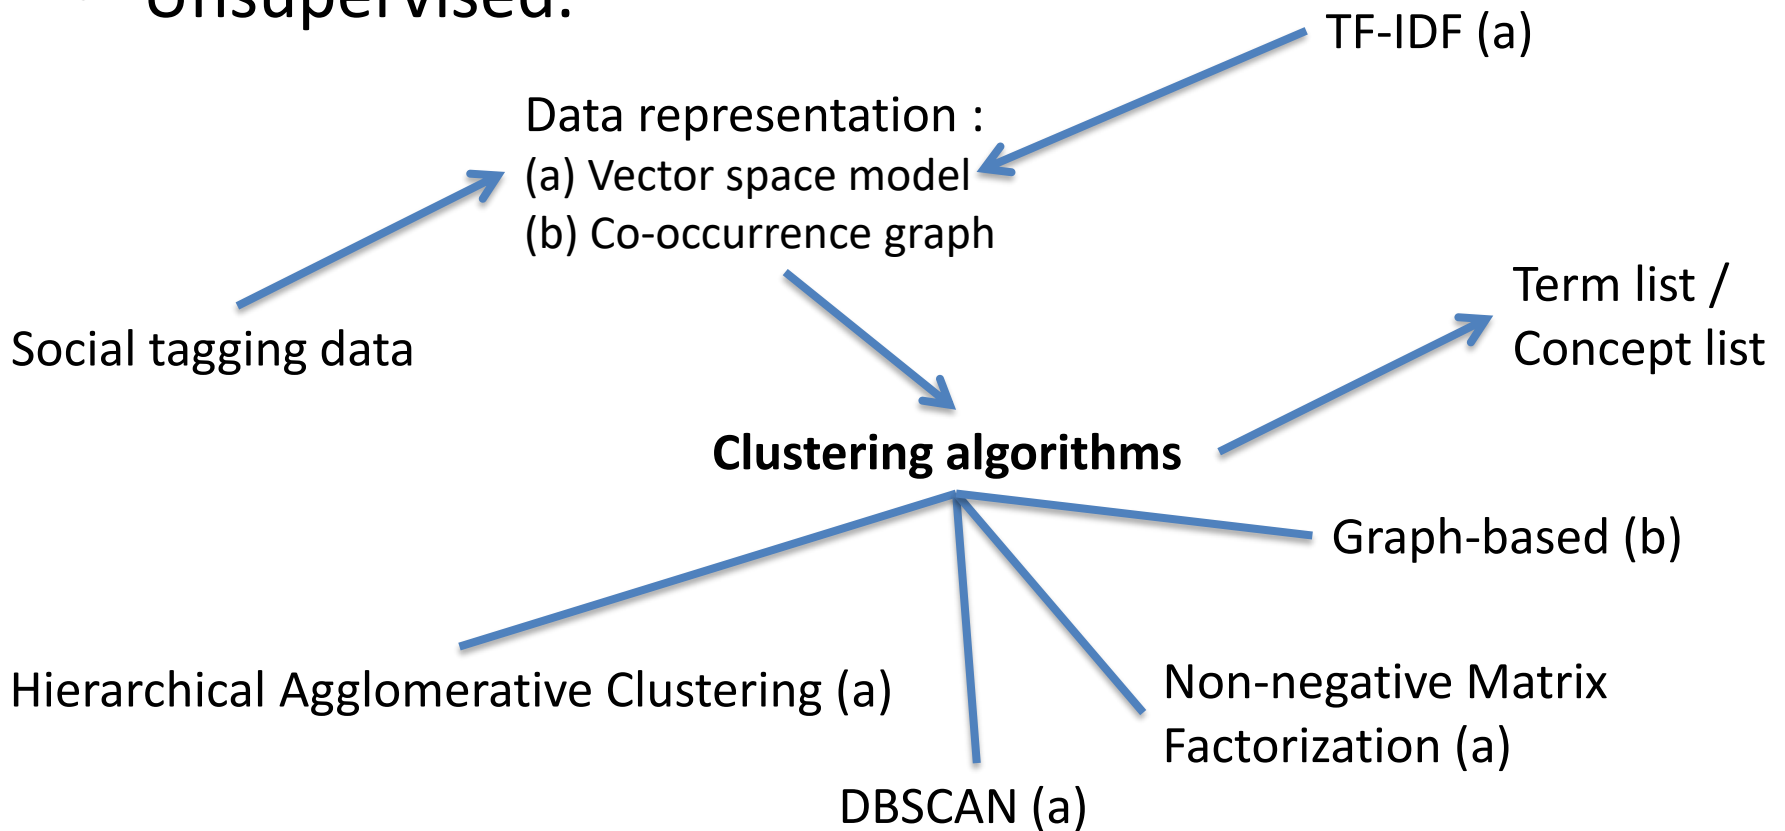 Unsupervised:
TF-IDF (a)
Data representation :
(a) Vector space model
(b) Co-occurrence graph
Term list /
Concept list
Social tagging data
Clustering algorithms
Graph-based (b)
Hierarchical Agglomerative Clustering (a)
Non-negative Matrix
Factorization (a)
DBSCAN (a)